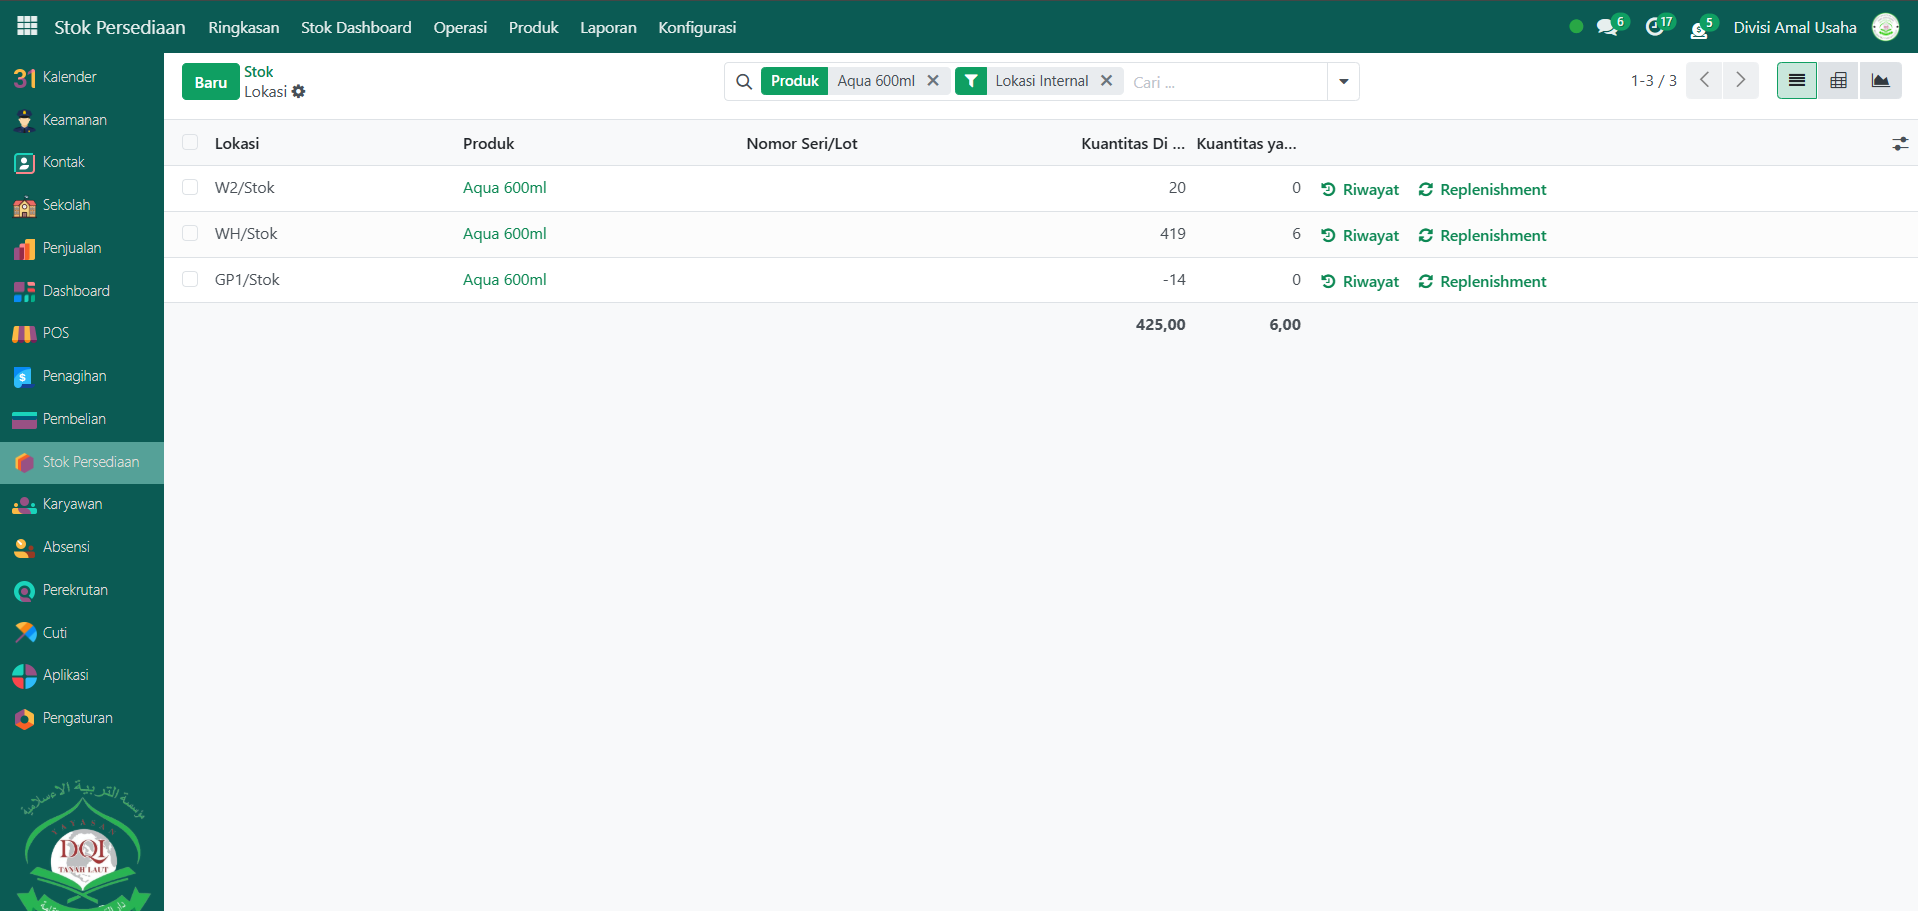 Stok Persediaan Ringkasan Stok Dashboard Operasi Produk Laporan Konfigurasi 6 17 5 Divisi Amal Usaha
31 Kalender
Keamanan
Kontak
Sekolah
Penjualan
Dashboard
POS
Penagihan
Pembelian
Stok Persediaan
Karyawan
Absensi
Perekrutan
Cuti
Aplikasi
Pengaturan
مؤسسة التربية الإسلامية
YAYASAN
DQL
TANAH LAUT
Baru
Stok
Lokasi
Produk Aqua 600ml Lokasi Internal Cari ...
1-3 / 3
Lokasi Produk Nomor Seri/Lot Kuantitas Di ... Kuantitas ya...
W2/Stok Aqua 600ml 20 0 Riwayat Replenishment
WH/Stok Aqua 600ml 419 6 Riwayat Replenishment
GP1/Stok Aqua 600ml -14 0 Riwayat Replenishment
425,00 6,00